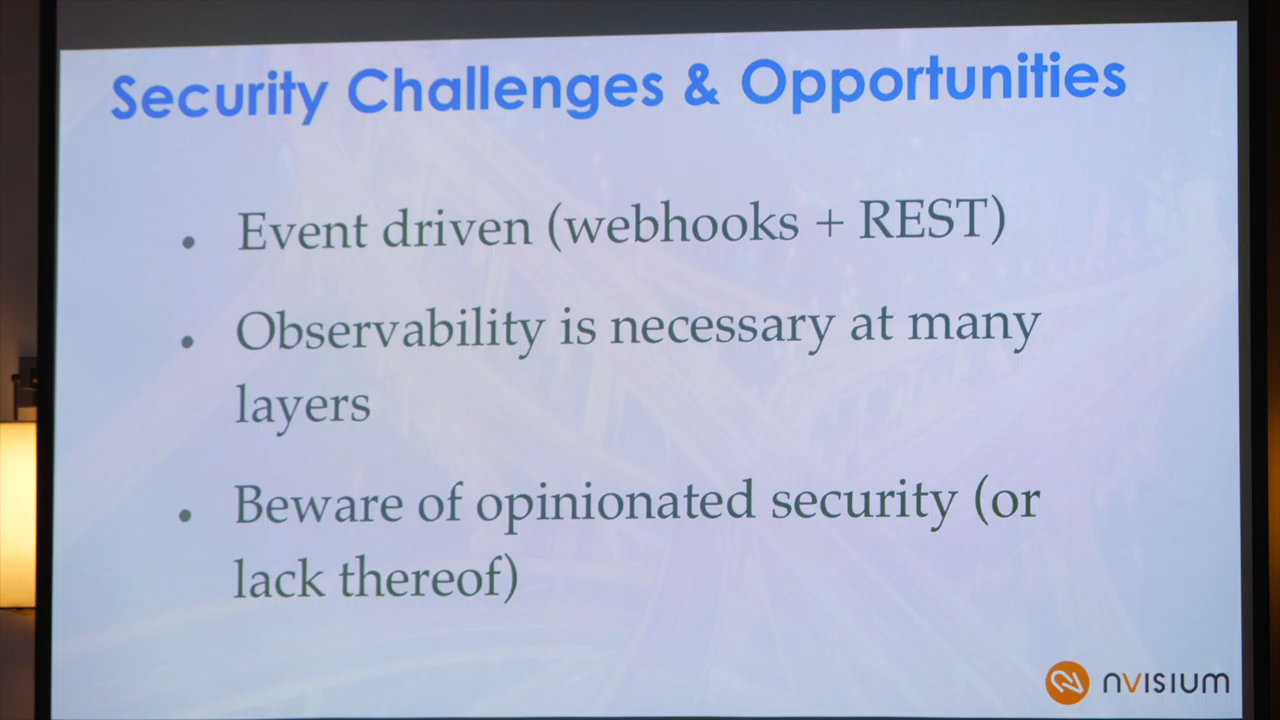 Security Challenges & Opportunities
• Event driven (webhooks + REST)
• Observability is necessary at many
layers
• Beware of opinionated security (or
lack thereof)
nVISIUM